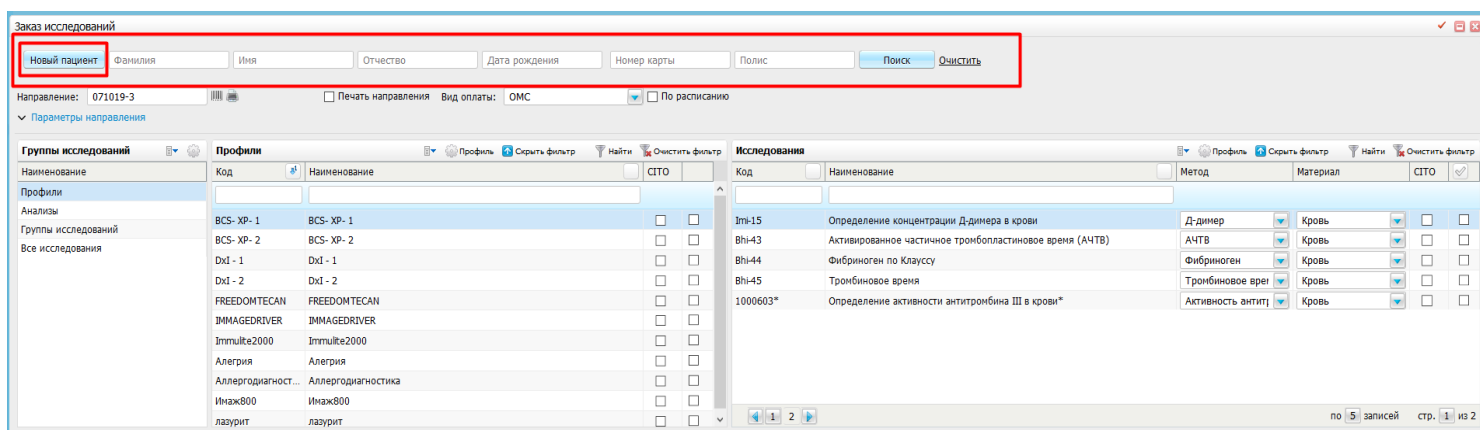 Заказ исследований
Новый пациент Фамилия Имя Отчество Дата рождения Номер карты Полис Поиск Очистить
Направление: 071019-3 Печать направления Вид оплаты: ОМС По расписанию
Параметры направления
Группы исследований Профили Профиль Скрыть фильтр Найти Очистить фильтр Исследования Профиль Скрыть фильтр Найти Очистить фильтр
Наименование Код Наименование CITO Код Наименование Метод Материал CITO
Профили
Анализы BCS- XP- 1 BCS- XP- 1 Imi-15 Определение концентрации Д-димера в крови Д-димер Кровь
Группы исследований BCS- XP- 2 BCS- XP- 2 Bhi-43 Активированное частичное тромбопластиновое время (АЧТВ) АЧТВ Кровь
Все исследования DxI - 1 DxI - 1 Bhi-44 Фибриноген по Клауссу Фибриноген Кровь
DxI - 2 DxI - 2 Bhi-45 Тромбиновое время Тромбиновое врег Кровь
FREEDOMTECAN FREEDOMTECAN 1000603* Определение активности антитромбина III в крови* Активность антит Кровь
IMMAGEDRIVER IMMAGEDRIVER
Immulite2000 Immulite2000
Алегрия Алегрия
Аллергодиагност... Аллергодиагностика
Имаж800 Имаж800
лазурит лазурит 1 2 по 5 записей стр. 1 из 2